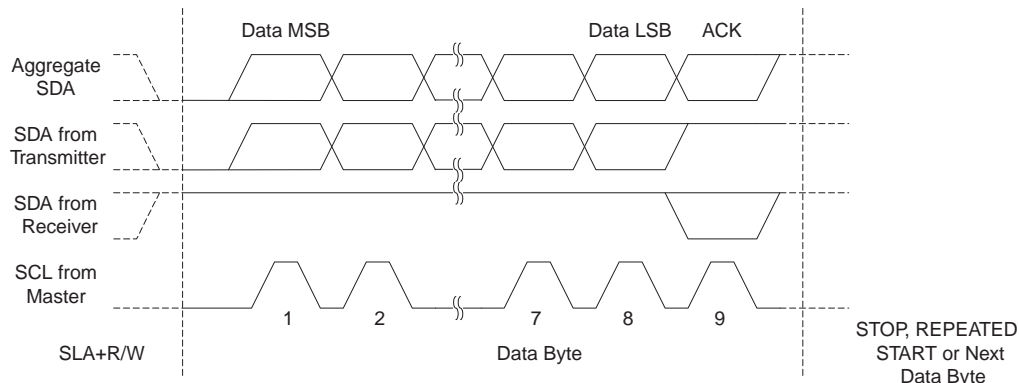 Data MSB
Data LSB
ACK
Aggregate
SDA
SDA from
Transmitter
SDA from
Receiver
SCL from
Master
1
2
7
8
9
SLA+R/W
Data Byte
STOP, REPEATED
START or Next
Data Byte